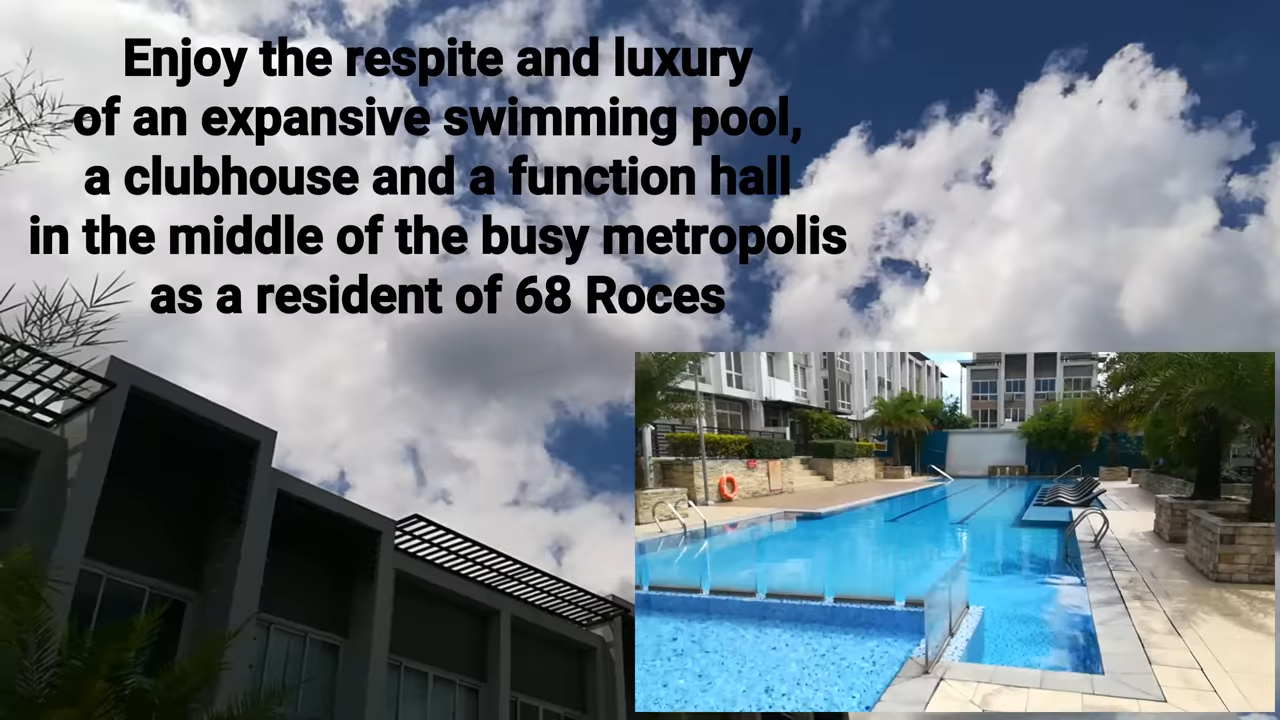 Enjoy the respite and luxury
of an expansive swimming pool,
a clubhouse and a function hall
in the middle of the busy metropolis
as a resident of 68 Roces